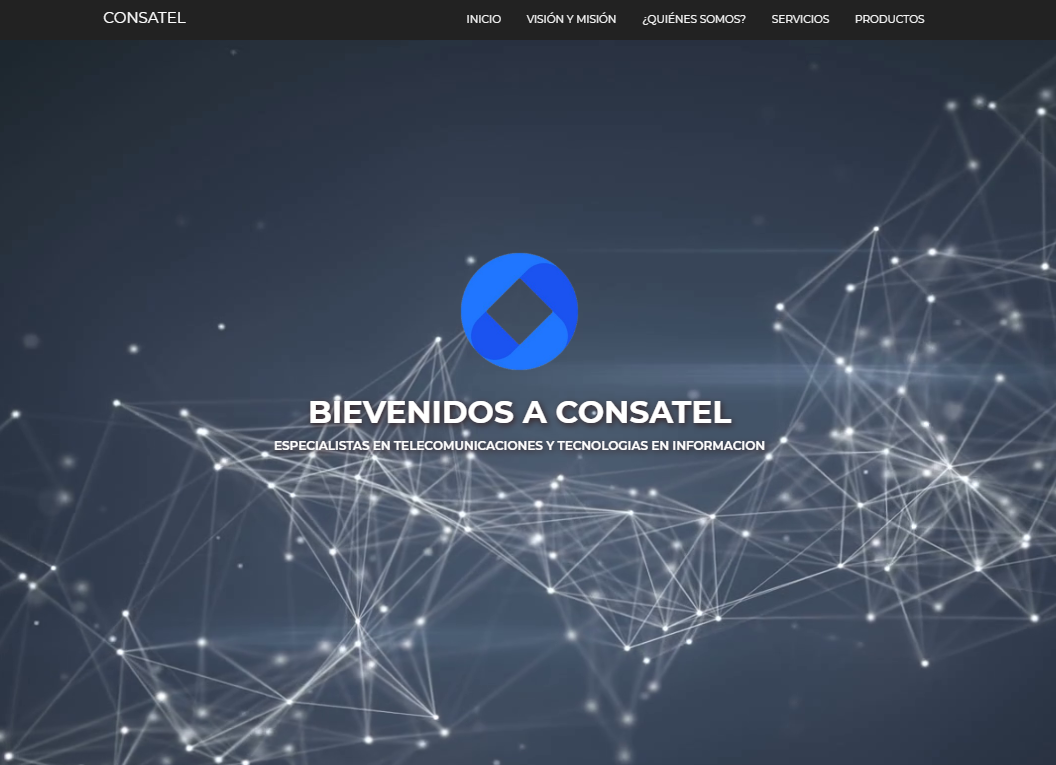 CONSATEL
INICIO
VISIÓN Y MISIÓN
¿QUIÉNES SOMOS?
SERVICIOS
PRODUCTOS
BIEVENIDOS A CONSATEL
ESPECIALISTAS EN TELECOMUNICACIONES Y TECNOLOGIAS EN INFORMACION